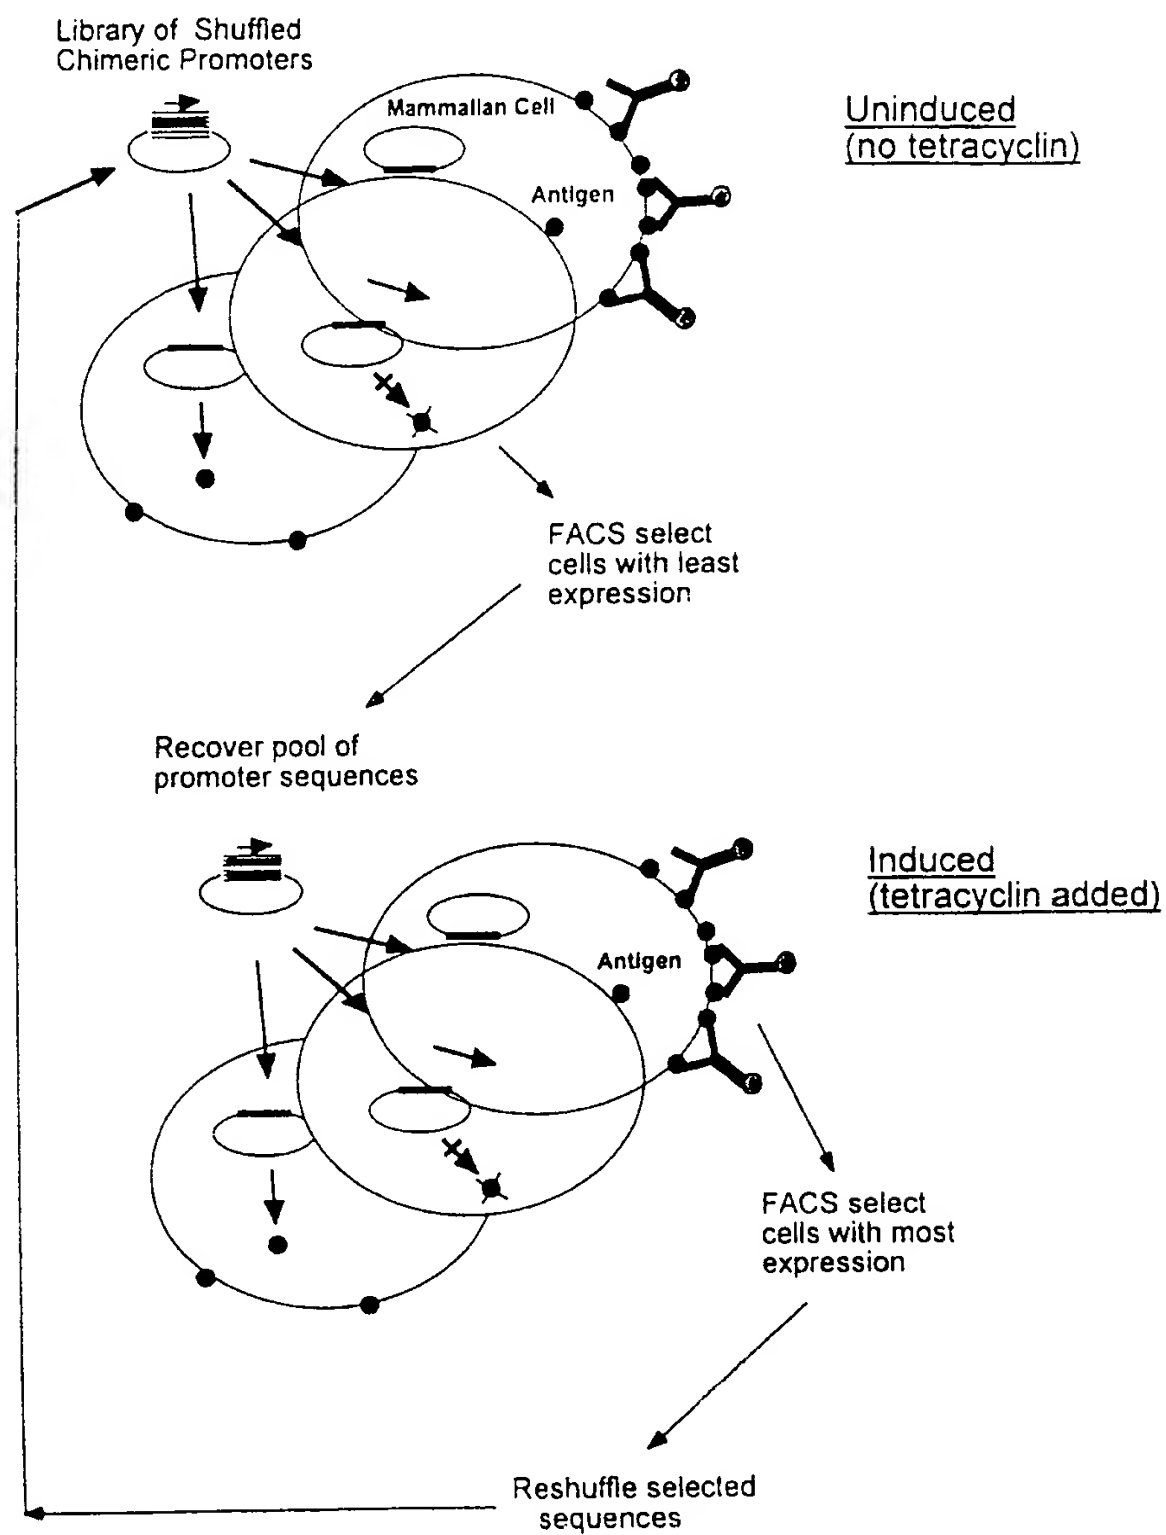 Library of Shuffled
Chimeric Promoters
Mammalian Cell
Uninduced
(no tetracyclin)
Antigen
FACS select
cells with least
expression
Recover pool of
promoter sequences
Induced
(tetracyclin added)
Antigen
FACS select
cells with most
expression
Reshuffle selected
sequences